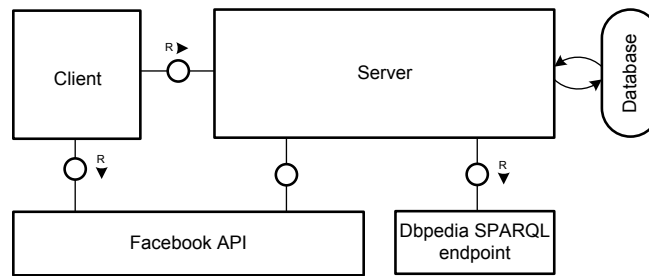 R
Client
Server
Database
R
R
Facebook API
Dbpedia SPARQL
endpoint